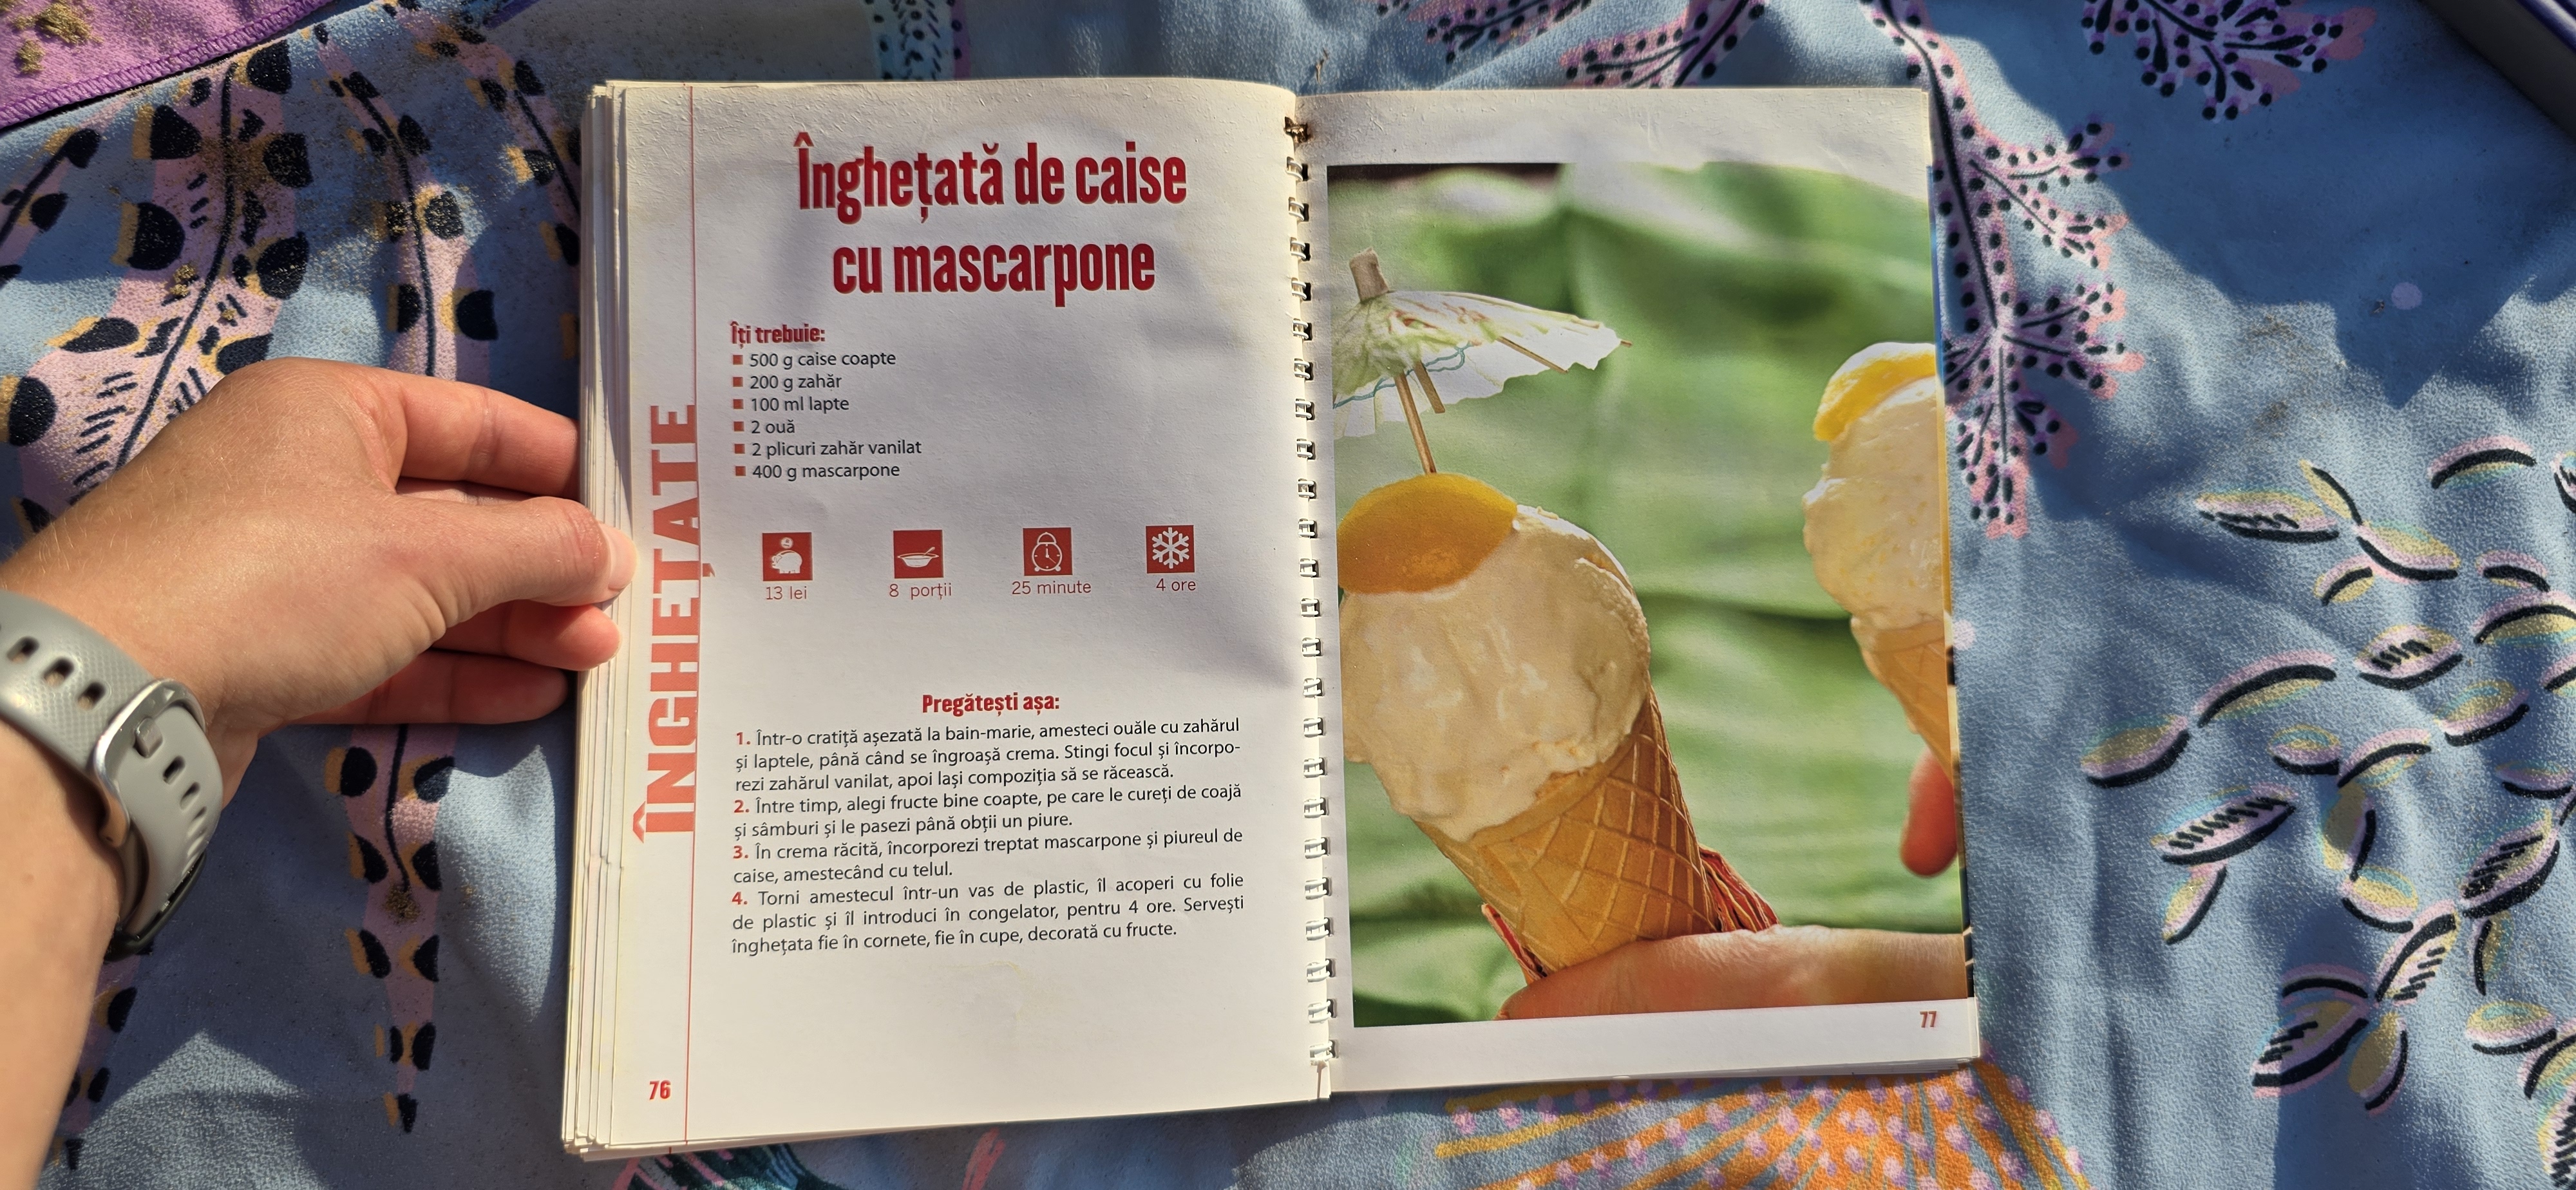 Înghețată de caise
cu mascarpone
Îți trebuie:
■ 500 g caise coapte
■ 200 g zahăr
■ 100 ml lapte
■ 2 ouă
■ 2 plicuri zahăr vanilat
■ 400 g mascarpone
13 lei
8 porții
25 minute
4 ore
Pregătești așa:
1. Într-o cratiță așezată la bain-marie, amesteci ouăle cu zahărul
și laptele, până când se îngroașă crema. Stingi focul și încorpo-
rezi zahărul vanilat, apoi lași compoziția să se răcească.
2. Între timp, alegi fructe bine coapte, pe care le cureți de coajă
și sâmburi și le pasezi până obții un piure.
3. În crema răcită, încorporezi treptat mascarpone și piureul de
caise, amestecând cu telul.
4. Torni amestecul într-un vas de plastic, îl acoperi cu folie
de plastic și îl introduci în congelator, pentru 4 ore. Servești
înghețata fie în cornete, fie în cupe, decorată cu fructe.
ÎNGHEȚATE
76
77